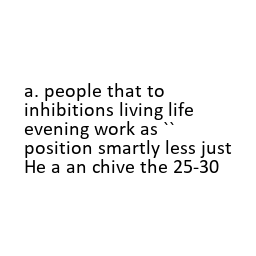 a. people that to
inhibitions living life
evening work as ``
position smartly less just
He a an chive the 25-30